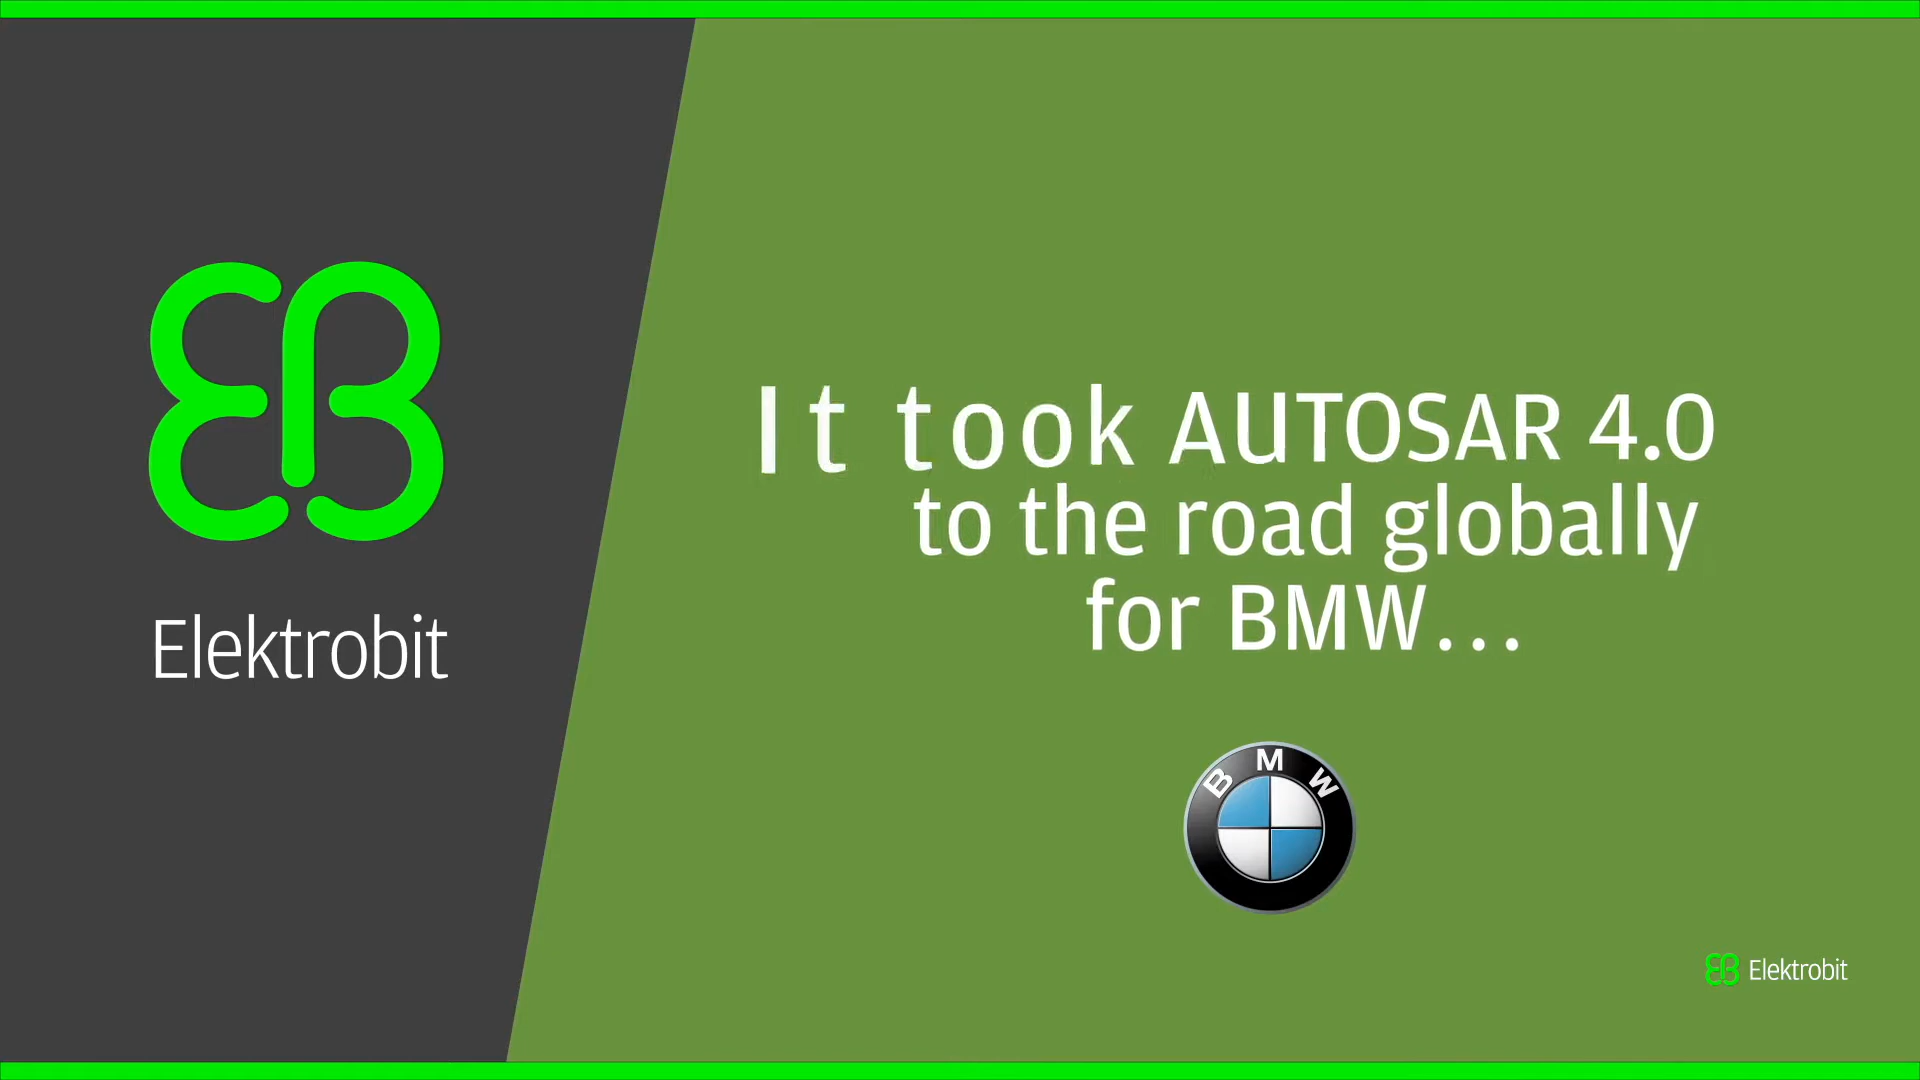 Elektrobit
It took AUTOSAR 4.0
to the road globally
for BMW...
BMW
Elektrobit